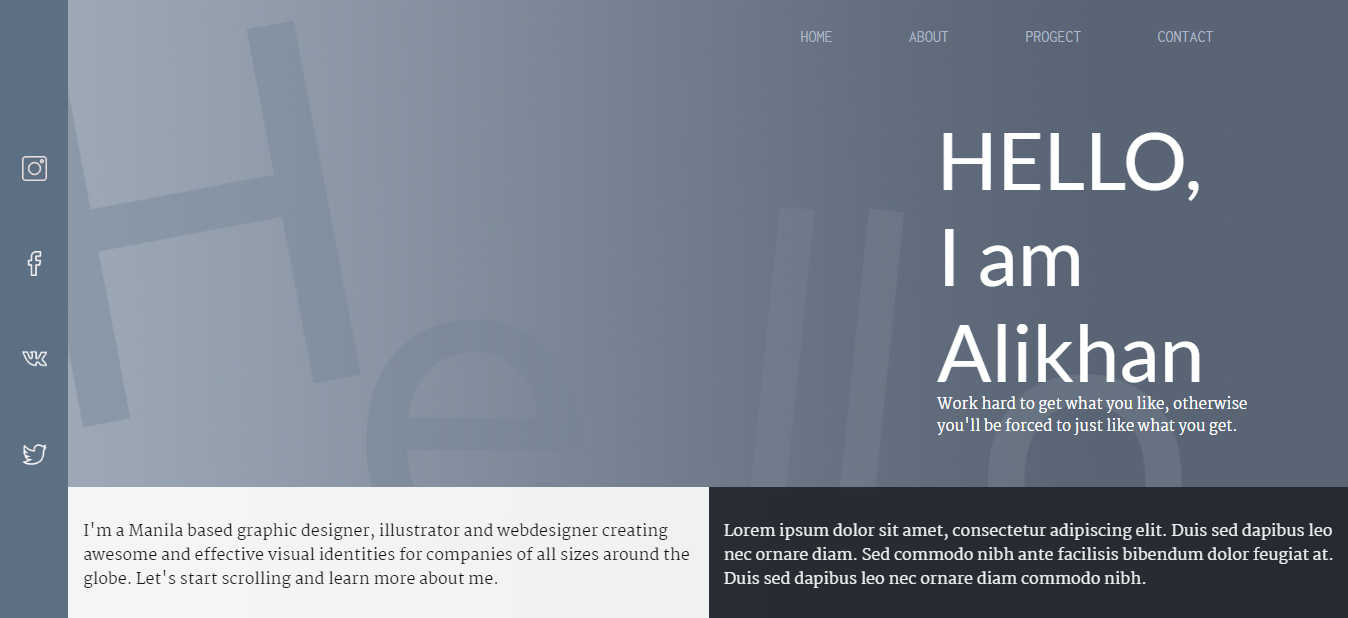 HOME ABOUT PROGECT CONTACT
Hello
HELLO,
I am
Alikhan
Work hard to get what you like, otherwise
you'll be forced to just like what you get.
I'm a Manila based graphic designer, illustrator and webdesigner creating
awesome and effective visual identities for companies of all sizes around the
globe. Let's start scrolling and learn more about me.
Lorem ipsum dolor sit amet, consectetur adipiscing elit. Duis sed dapibus leo
nec ornare diam. Sed commodo nibh ante facilisis bibendum dolor feugiat at.
Duis sed dapibus leo nec ornare diam commodo nibh.